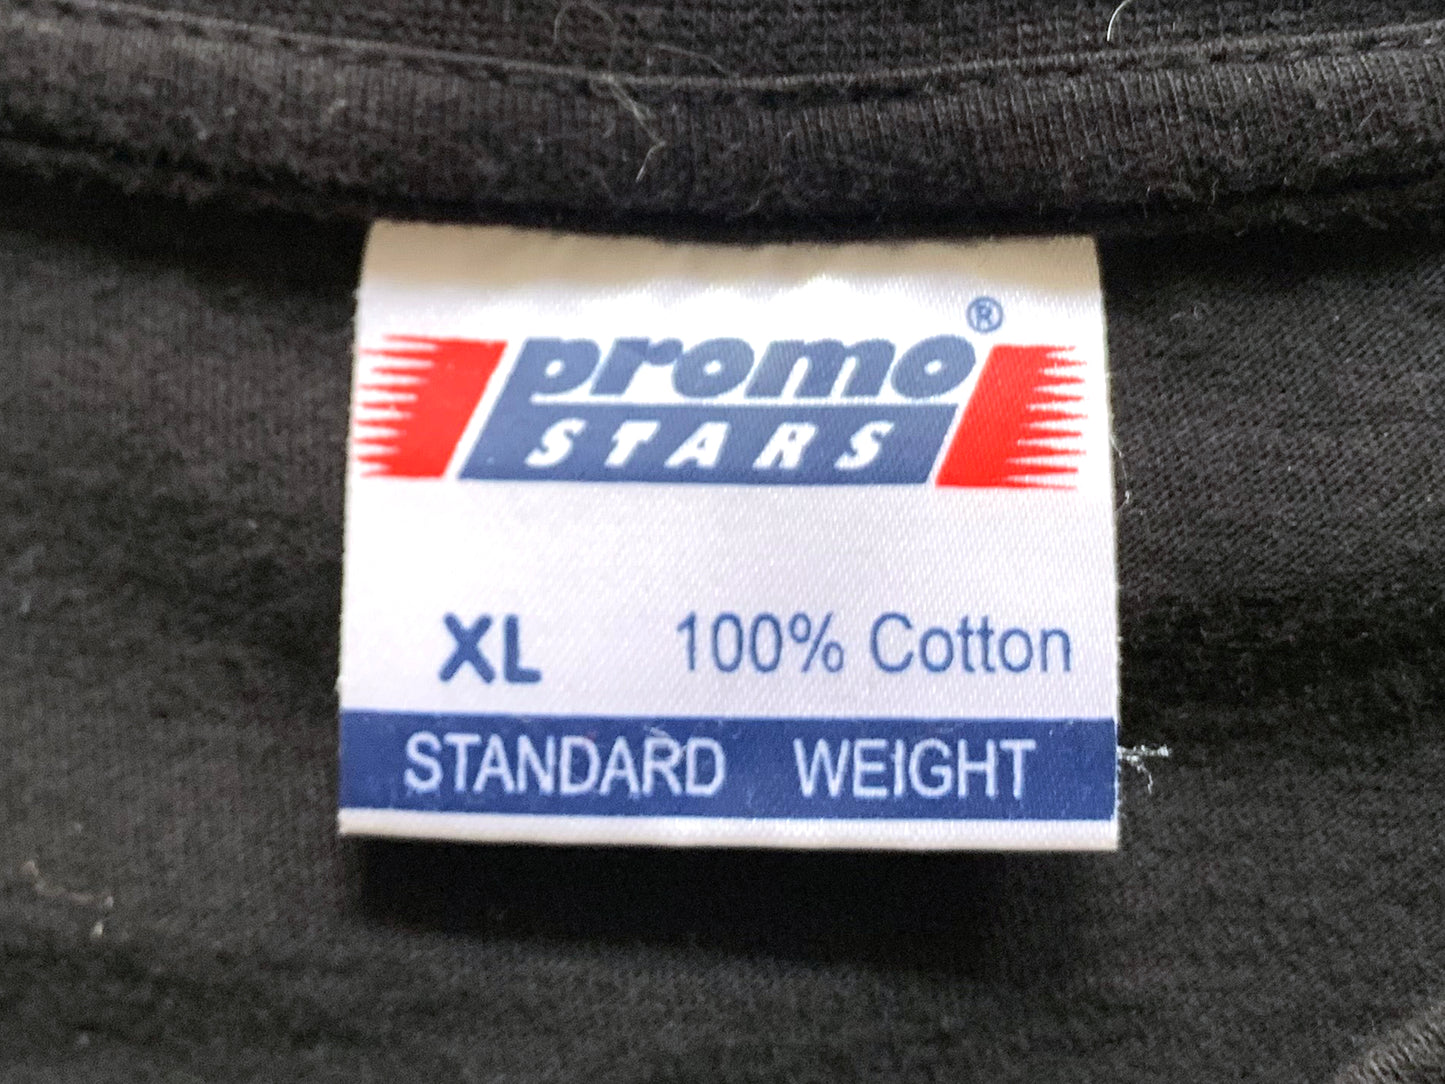 promo®
STARS
XL 100% Cotton
STANDARD WEIGHT